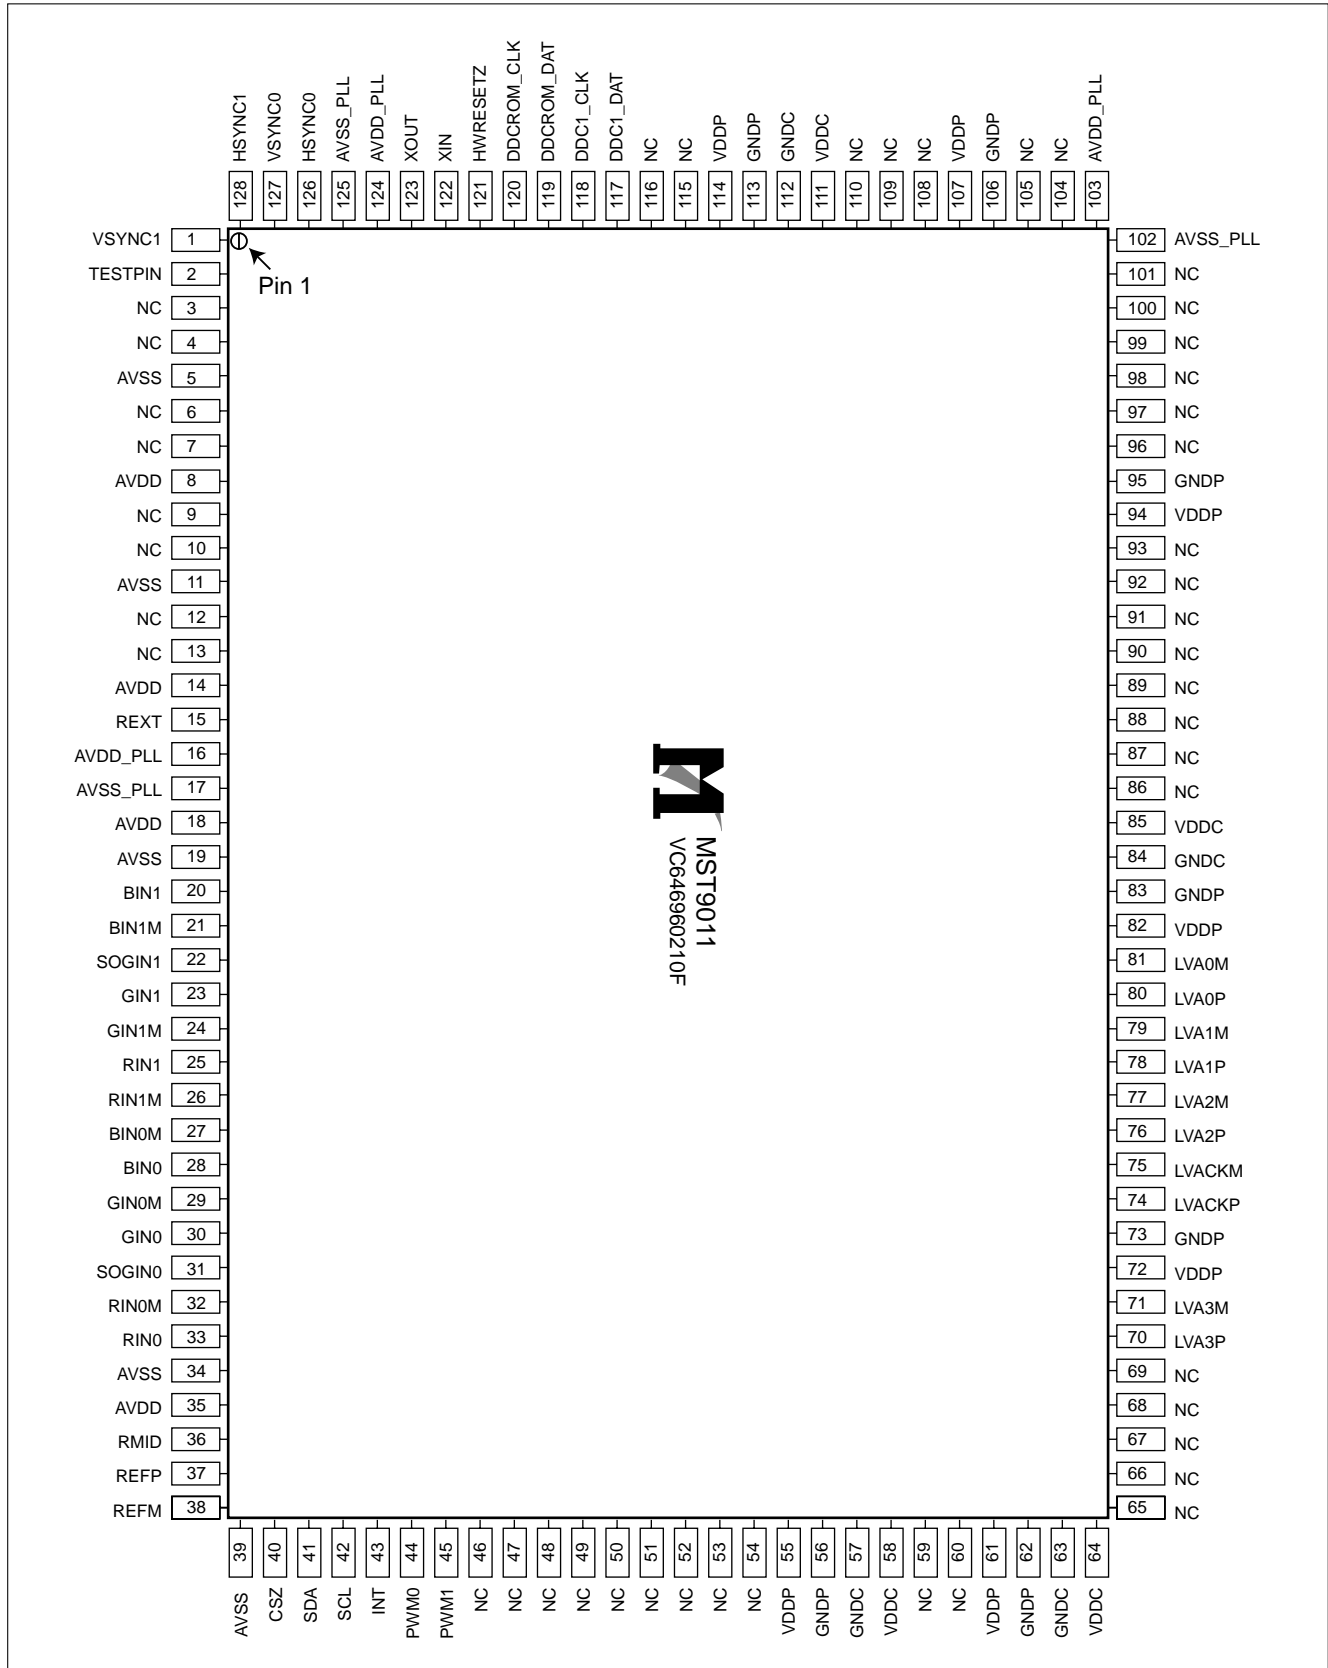 HSYNC1 VSYNC0 HSYNC0 AVSS_PLL AVDD_PLL XOUT XIN HWRESETZ DDCROM_CLK DDCROM_DAT DDC1_CLK DDC1_DAT NC NC VDDP GNDP GNDC VDDC NC NC NC VDDP GNDP NC NC AVDD_PLL
128 127 126 125 124 123 122 121 120 119 118 117 116 115 114 113 112 111 110 109 108 107 106 105 104 103
VSYNC1 1 102 AVSS_PLL
TESTPIN 2 Pin 1 101 NC
NC 3 100 NC
NC 4 99 NC
AVSS 5 98 NC
NC 6 97 NC
NC 7 96 NC
AVDD 8 95 GNDP
NC 9 94 VDDP
NC 10 93 NC
AVSS 11 92 NC
NC 12 91 NC
NC 13 90 NC
AVDD 14 89 NC
REXT 15 88 NC
AVDD_PLL 16 87 NC
AVSS_PLL 17 86 NC
AVDD 18 85 VDDC
AVSS 19 84 GNDC
BIN1 20 83 GNDP
BIN1M 21 82 VDDP
SOGIN1 22 81 LVA0M
GIN1 23 80 LVA0P
GIN1M 24 79 LVA1M
RIN1 25 78 LVA1P
RIN1M 26 77 LVA2M
BIN0M 27 76 LVA2P
BIN0 28 75 LVACKM
GIN0M 29 74 LVACKP
GIN0 30 73 GNDP
SOGIN0 31 72 VDDP
RIN0M 32 71 LVA3M
RIN0 33 70 LVA3P
AVSS 34 69 NC
AVDD 35 68 NC
RMID 36 67 NC
REFP 37 66 NC
REFM 38 65 NC
MST9011
VC646960210F
39 40 41 42 43 44 45 46 47 48 49 50 51 52 53 54 55 56 57 58 59 60 61 62 63 64
AVSS CSZ SDA SCL INT PWM0 PWM1 NC NC NC NC NC NC NC NC NC VDDP GNDP GNDC VDDC NC NC VDDP GNDP GNDC VDDC